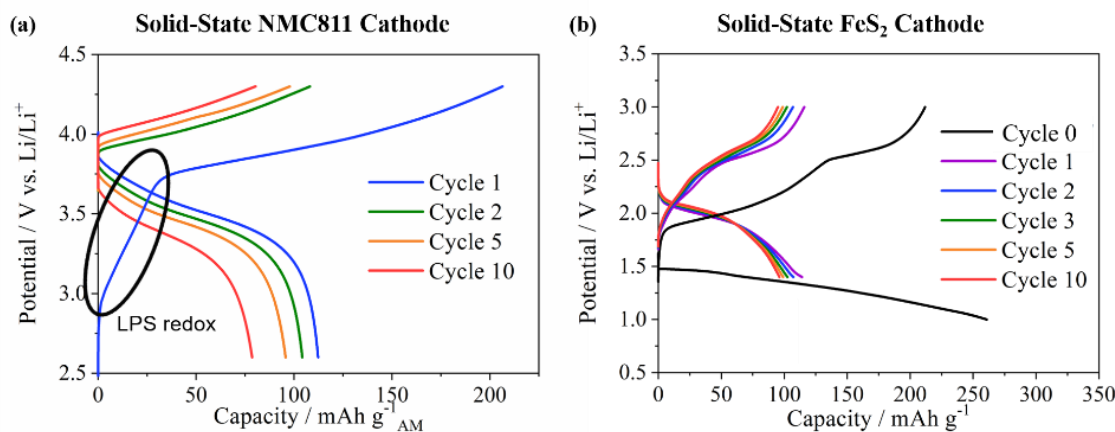 (a) Solid-State NMC811 Cathode
4.5
4.0
3.5
3.0
2.5
Potential / V vs. Li/Li⁺
Cycle 1
Cycle 2
Cycle 5
Cycle 10
LPS redox
0 50 100 150 200
Capacity / mAh g⁻¹AM
(b) Solid-State FeS₂ Cathode
3.5
3.0
2.5
2.0
1.5
1.0
0.5
Potential / V vs. Li/Li⁺
Cycle 0
Cycle 1
Cycle 2
Cycle 3
Cycle 5
Cycle 10
0 50 100 150 200 250 300 350
Capacity / mAh g⁻¹